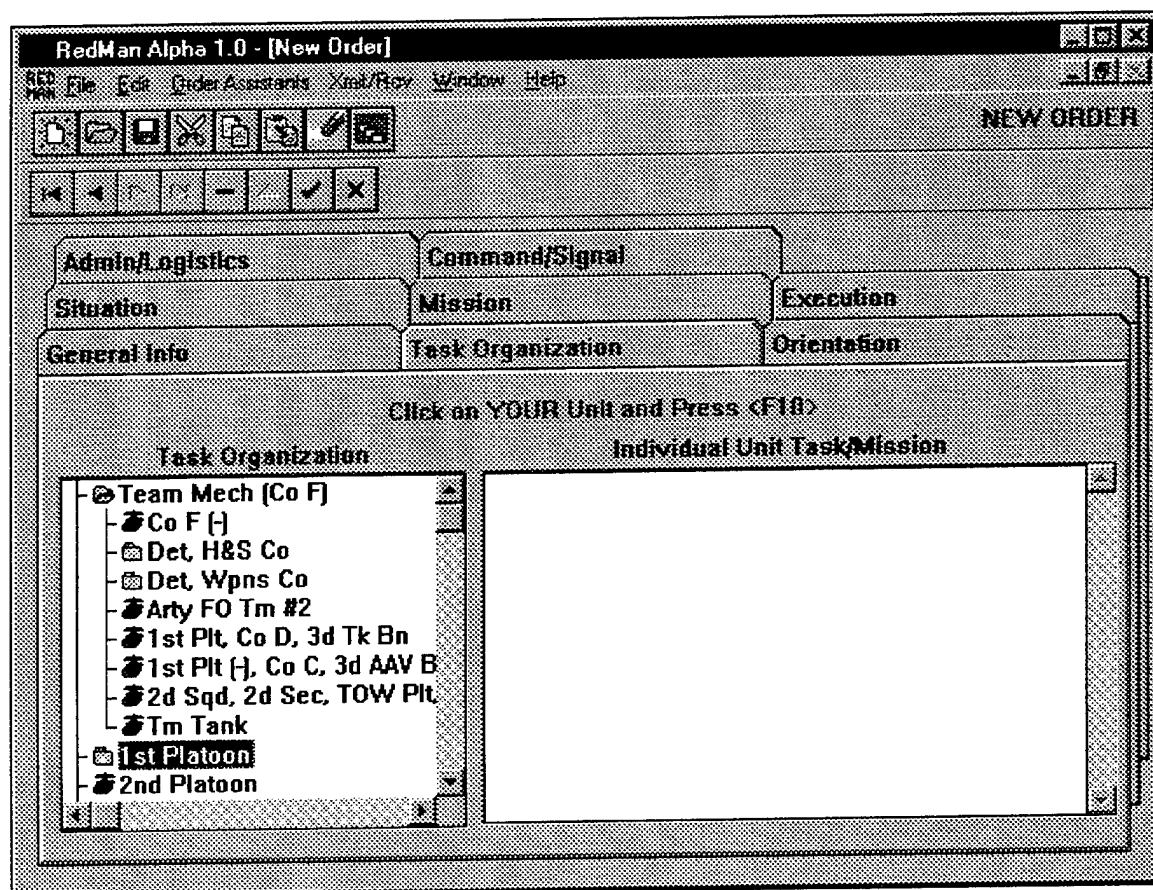 RedMan Alpha 1.0 - [New Order]
RED MAN File Edit Order Assistants Xmit/Rcv Window Help
NEW ORDER
Admin/Logistics Command/Signal
Situation Mission Execution
General Info Task Organization Orientation
Click on YOUR Unit and Press <F10>
Task Organization Individual Unit Task/Mission
Team Mech (Co F)
Co F (-)
Det, H&S Co
Det, Wpns Co
Arty FO Tm #2
1st Plt, Co D, 3d Tk Bn
1st Plt (-), Co C, 3d AAV B
2d Sqd, 2d Sec, TOW Plt,
Tm Tank
1st Platoon
2nd Platoon